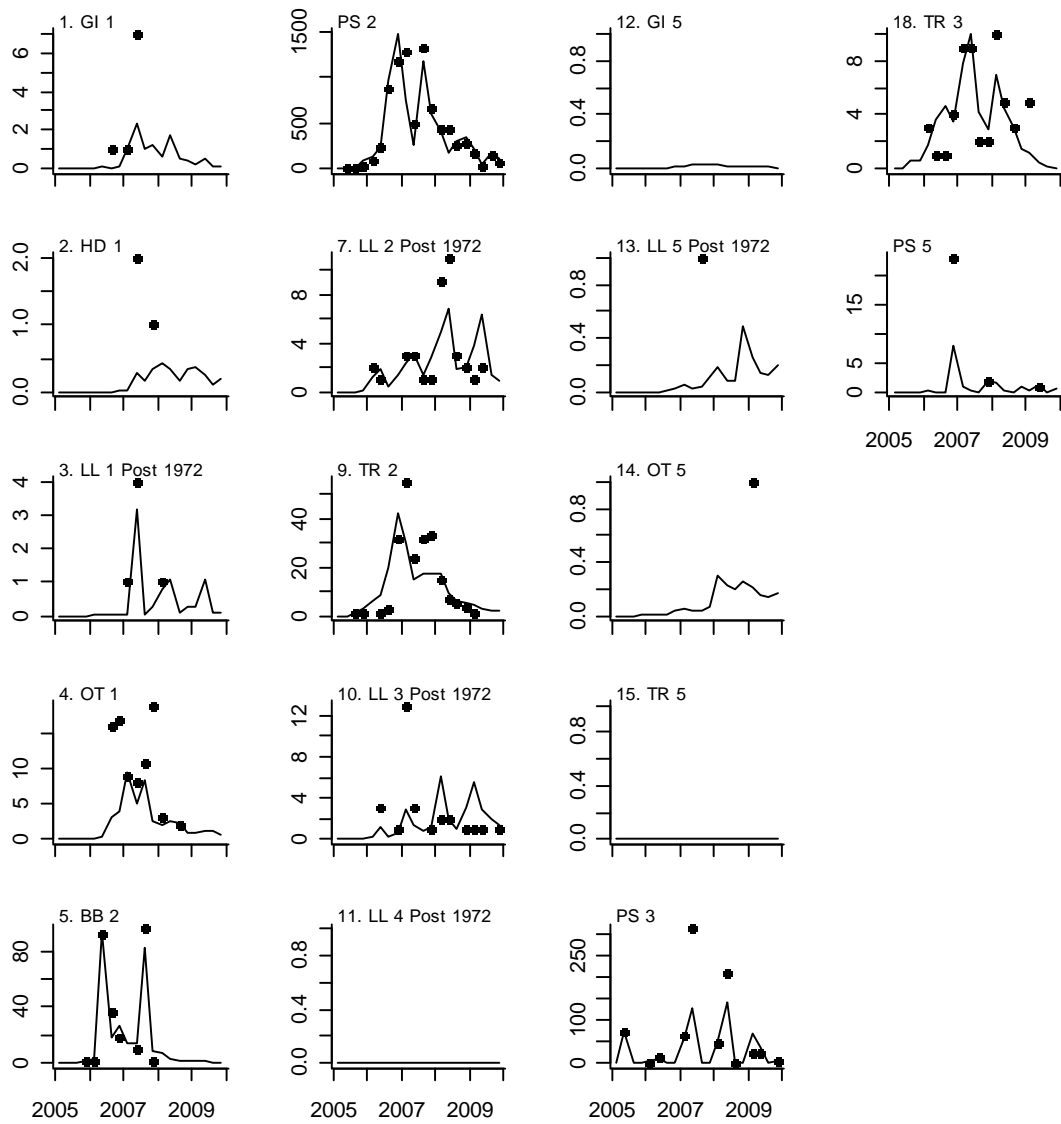 1. GI 1
0 2 4 6
PS 2
0 500 1500
12. GI 5
0.0 0.4 0.8
18. TR 3
0 4 8
2. HD 1
0.0 1.0 2.0
7. LL 2 Post 1972
0 4 8
13. LL 5 Post 1972
0.0 0.4 0.8
PS 5
0 5 15
2005 2007 2009
3. LL 1 Post 1972
0 1 2 3 4
9. TR 2
0 20 40
14. OT 5
0.0 0.4 0.8
4. OT 1
0 5 10
10. LL 3 Post 1972
0 4 8 12
15. TR 5
0.0 0.4 0.8
5. BB 2
0 40 80
11. LL 4 Post 1972
0.0 0.4 0.8
PS 3
0 100 250
2005 2007 2009
2005 2007 2009
2005 2007 2009